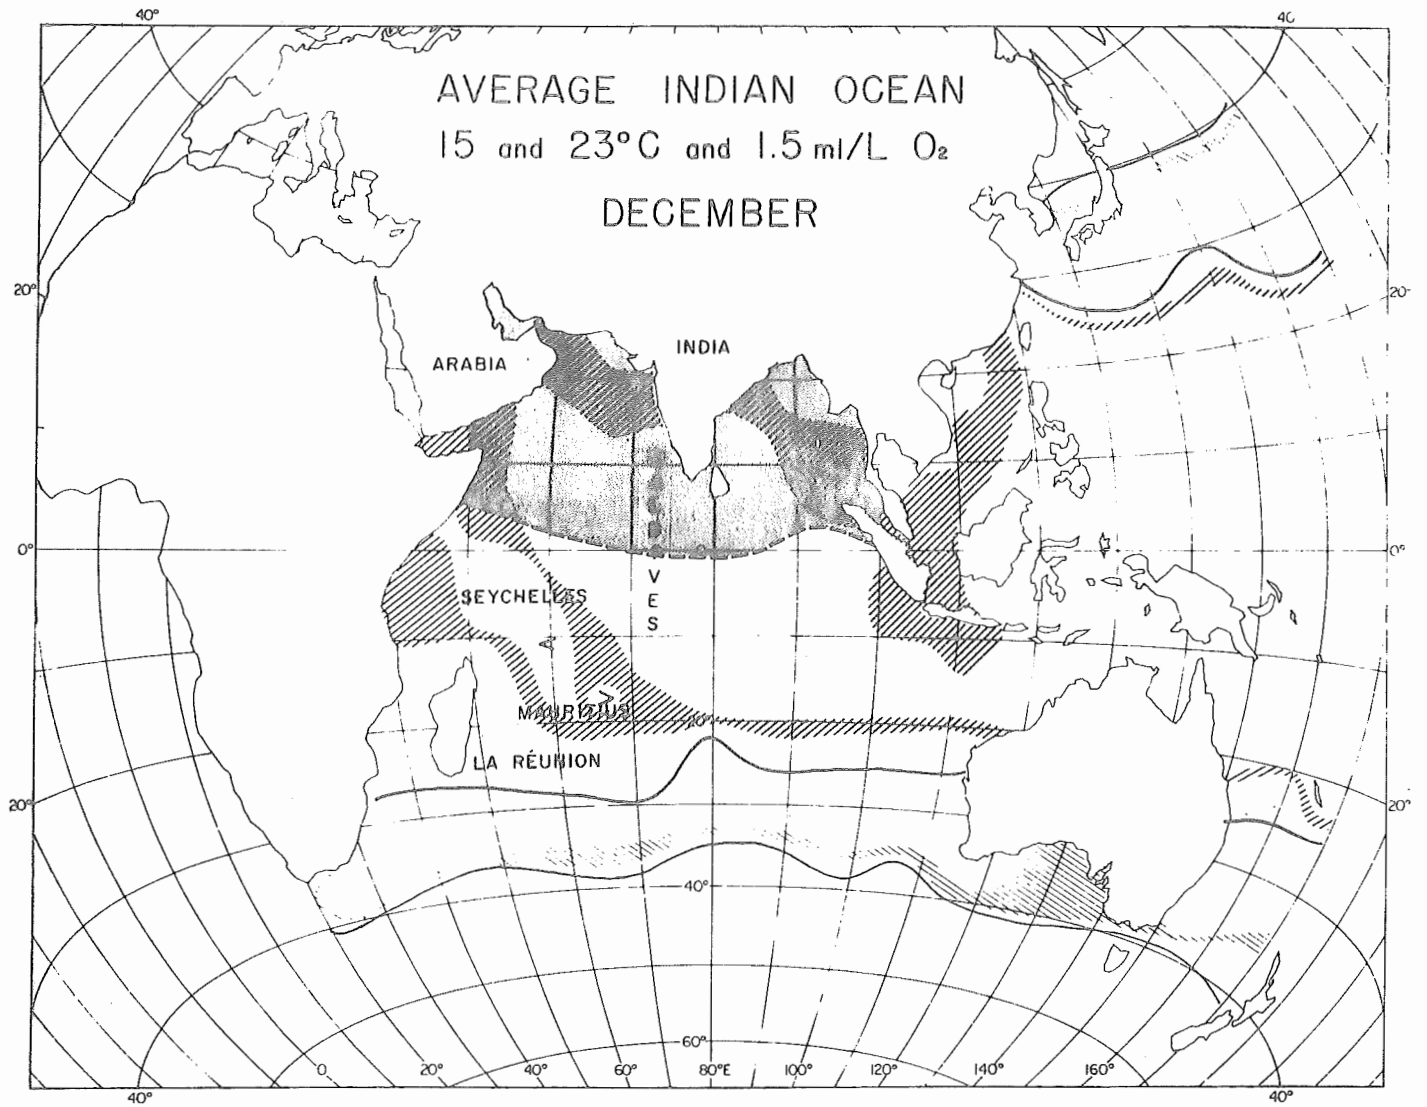 40° 40
AVERAGE INDIAN OCEAN
15 and 23°C and 1.5 ml/L O₂
DECEMBER
20° 20
INDIA
ARABIA
0° 0°
V
E
S
SEYCHELLES
MAURITIUS
20°
LA RÉUNION
20° 20°
40°
60°
0 20° 40° 60° 80°E 100° 120° 140° 160°
40° 40°